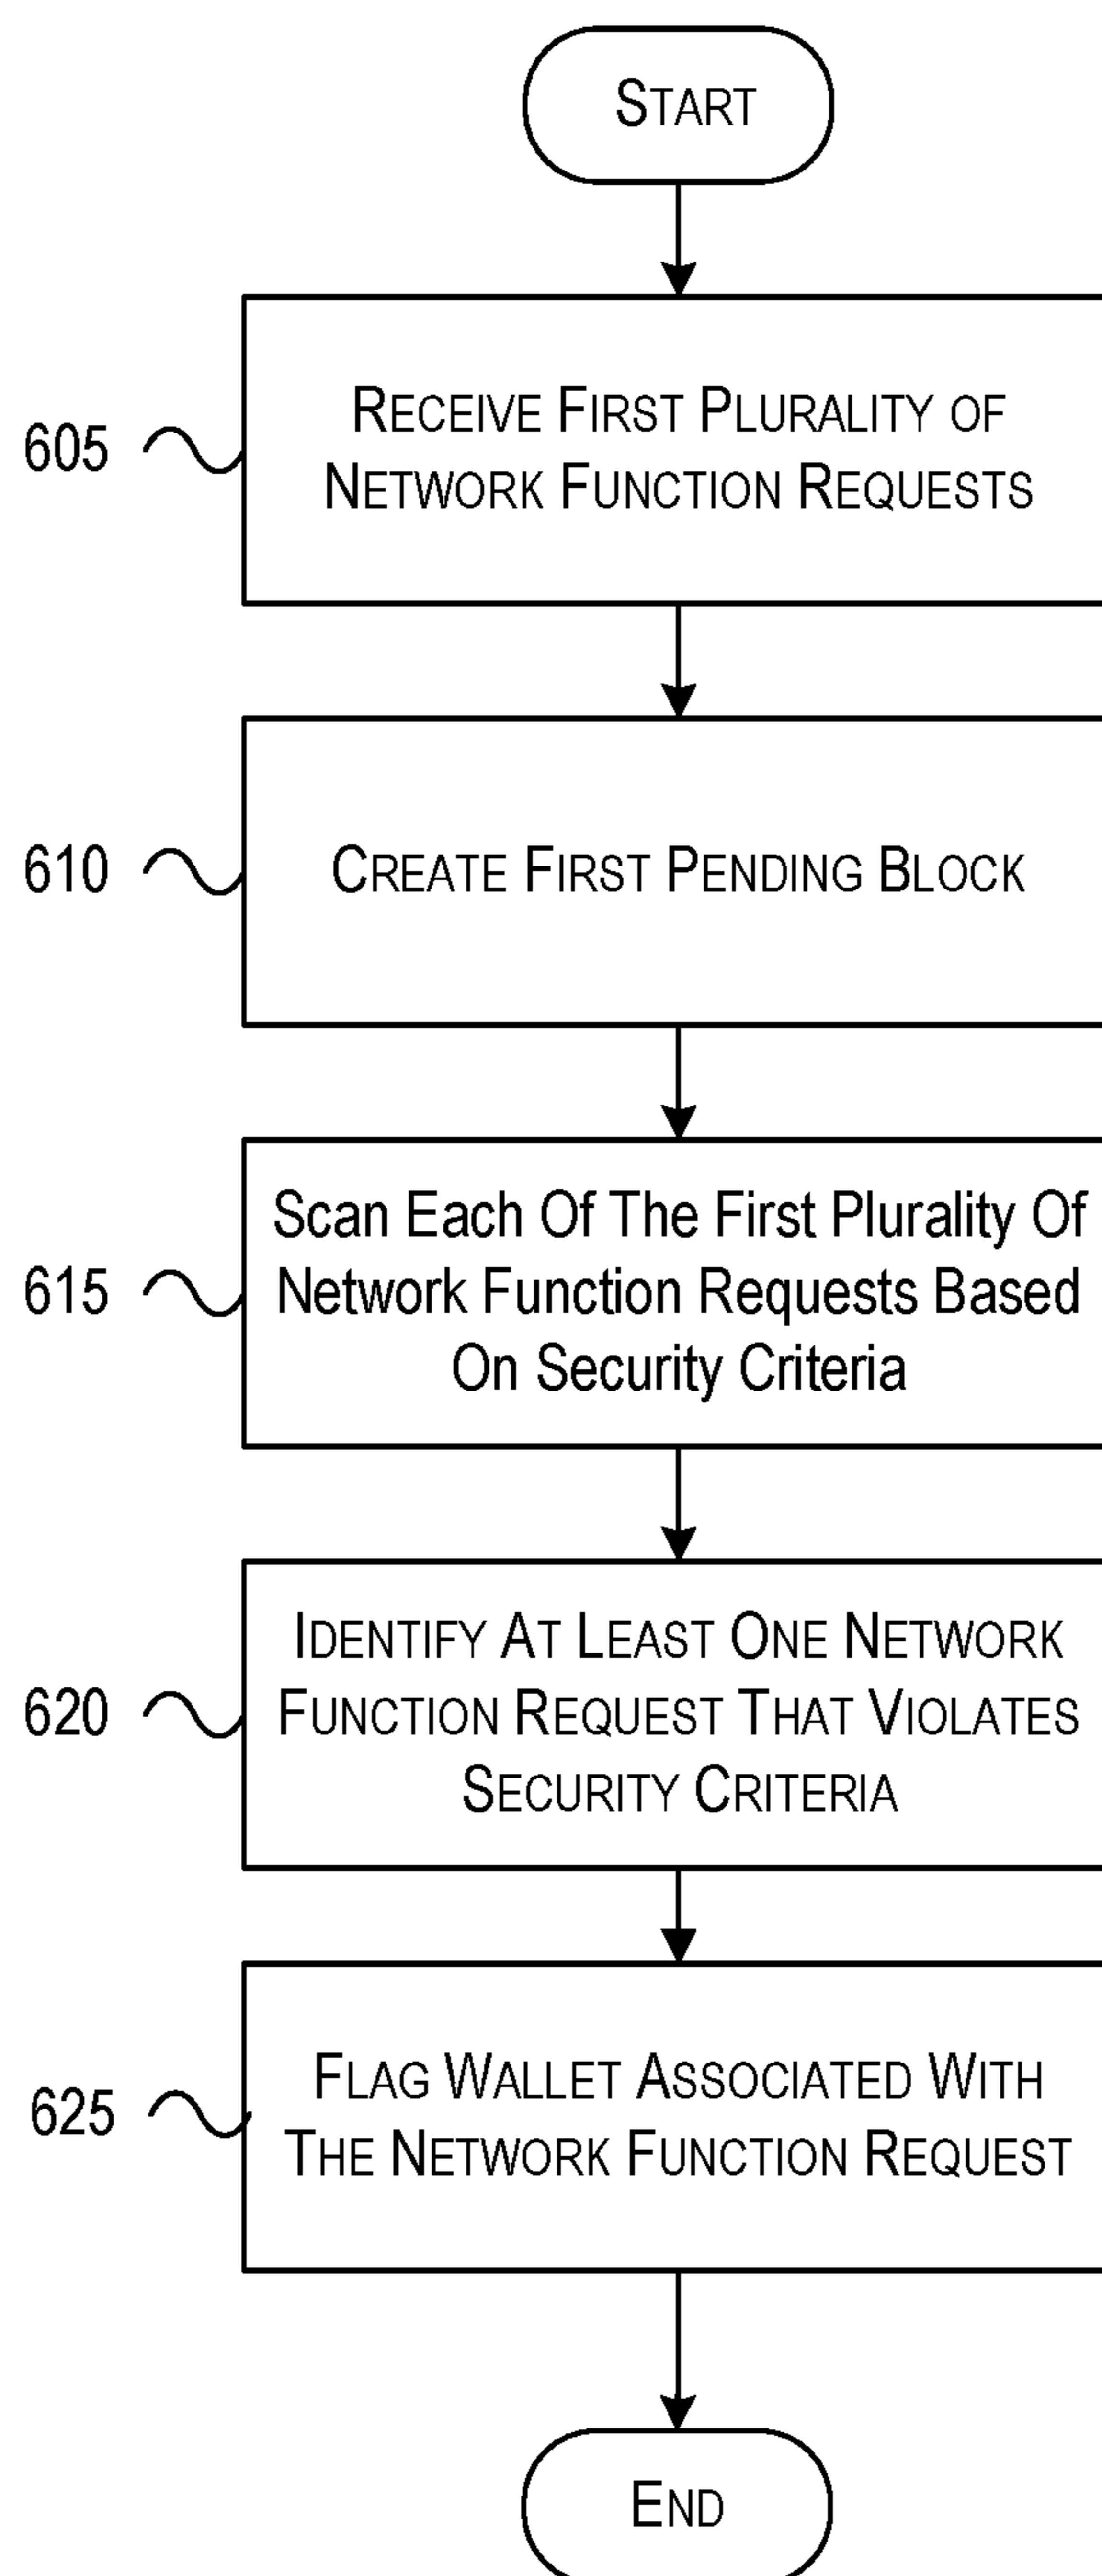 START
605
RECEIVE FIRST PLURALITY OF
NETWORK FUNCTION REQUESTS
610
CREATE FIRST PENDING BLOCK
615
Scan Each Of The First Plurality Of
Network Function Requests Based
On Security Criteria
620
IDENTIFY AT LEAST ONE NETWORK
FUNCTION REQUEST THAT VIOLATES
SECURITY CRITERIA
625
FLAG WALLET ASSOCIATED WITH
THE NETWORK FUNCTION REQUEST
END